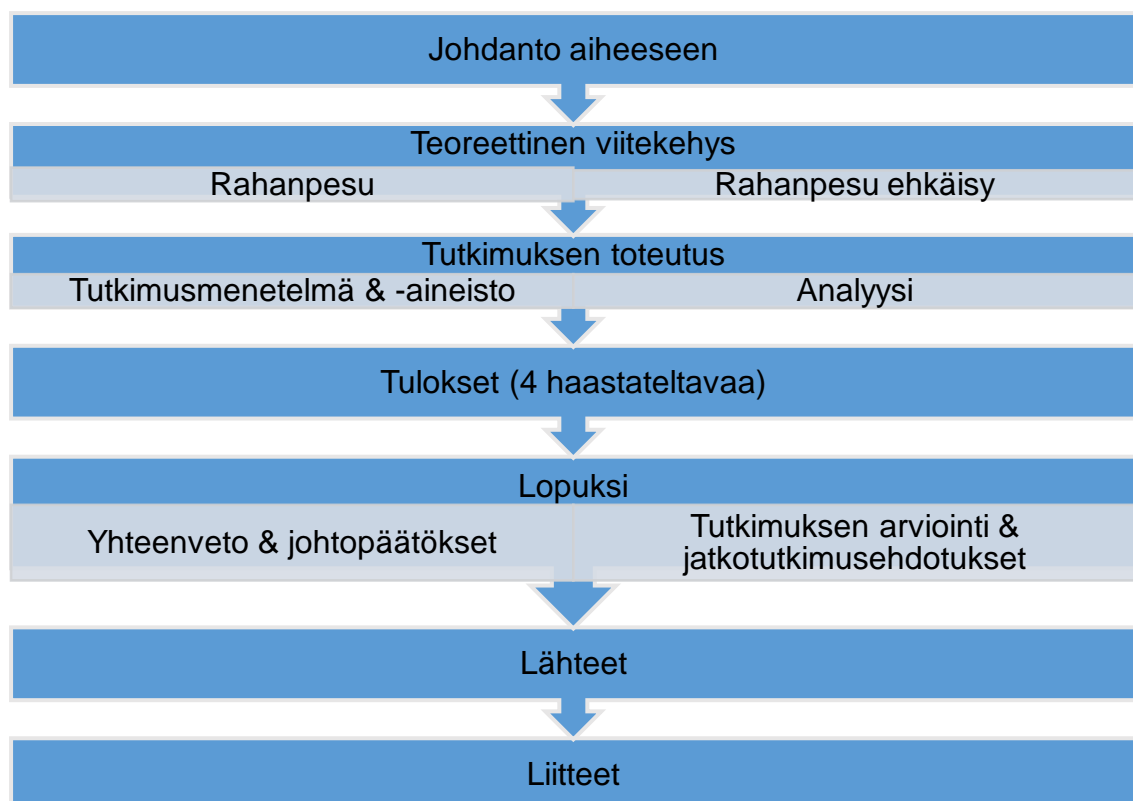 Johdanto aiheeseen
Teoreettinen viitekehys
Rahanpesu
Rahanpesu ehkäisy
Tutkimuksen toteutus
Tutkimusmenetelmä & -aineisto
Analyysi
Tulokset (4 haastateltavaa)
Lopuksi
Yhteenveto & johtopäätökset
Tutkimuksen arviointi &
jatkotutkimusehdotukset
Lähteet
Liitteet